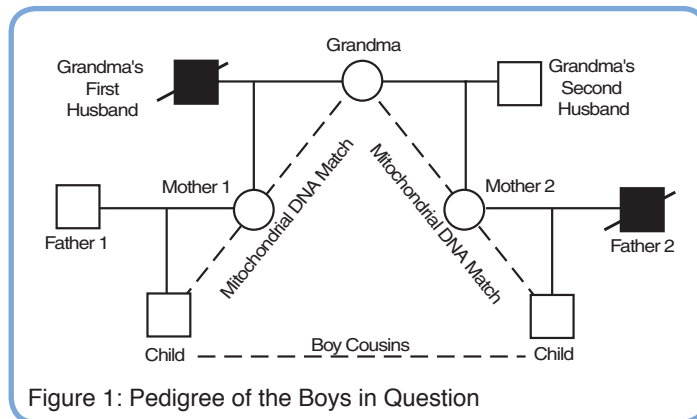 Grandma
Grandma's
First
Husband
Grandma's
Second
Husband
Mitochondrial DNA Match
Mitochondrial DNA Match
Mother 1
Mother 2
Father 1
Father 2
Child
Boy Cousins
Child
Figure 1: Pedigree of the Boys in Question